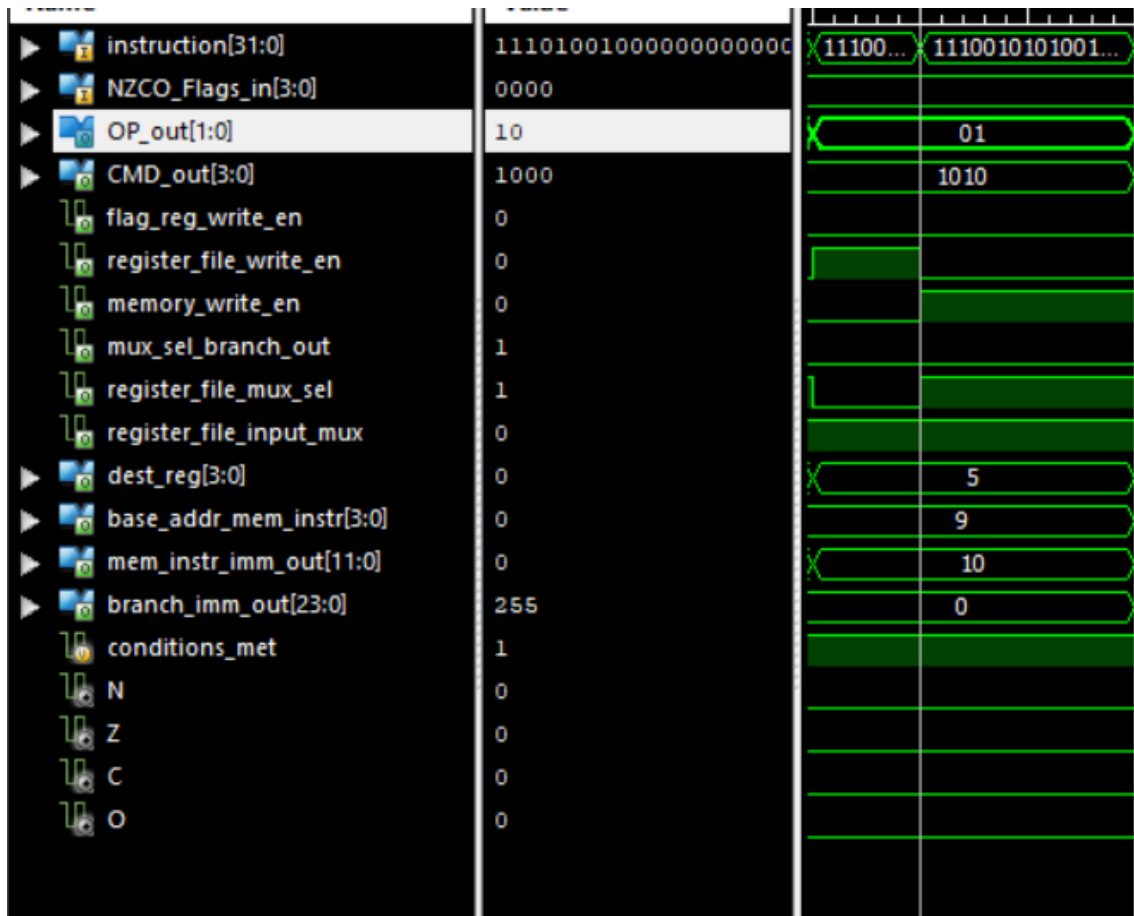 instruction[31:0] 11101001000000000000C 11100... 1110010101001...
NZCO_Flags_in[3:0] 0000
OP_out[1:0] 10 01
CMD_out[3:0] 1000 1010
flag_reg_write_en 0
register_file_write_en 0
memory_write_en 0
mux_sel_branch_out 1
register_file_mux_sel 1
register_file_input_mux 0
dest_reg[3:0] 0 5
base_addr_mem_instr[3:0] 0 9
mem_instr_imm_out[11:0] 0 10
branch_imm_out[23:0] 255 0
conditions_met 1
N 0
Z 0
C 0
O 0